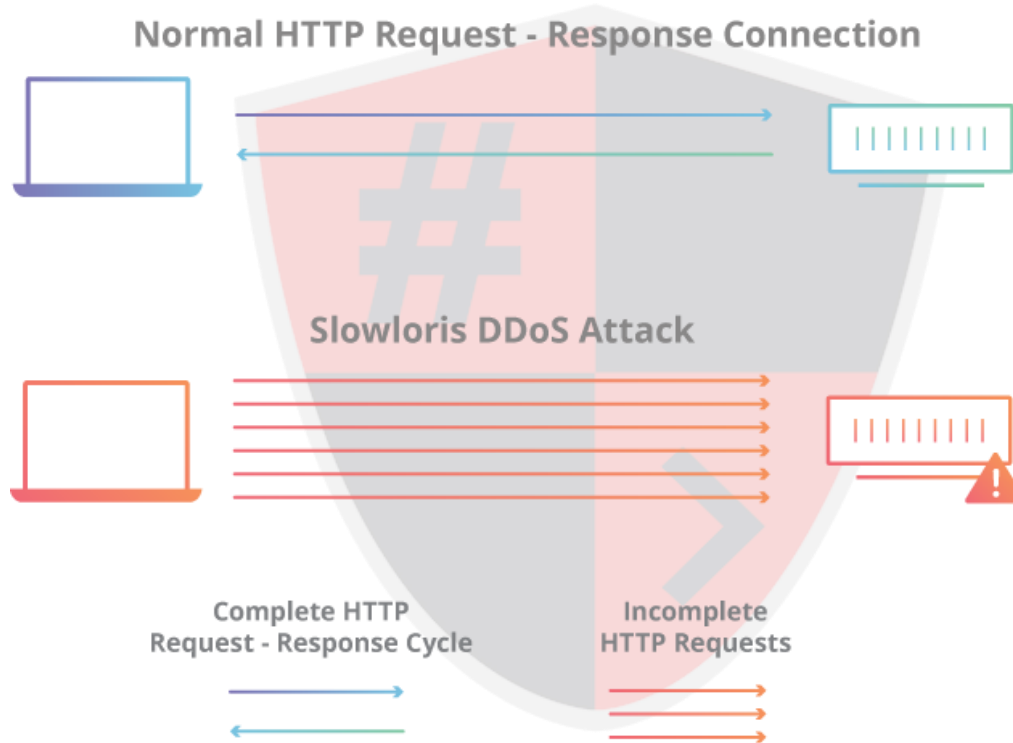 Normal HTTP Request - Response Connection
Slowloris DDoS Attack
Complete HTTP
Request - Response Cycle
Incomplete
HTTP Requests